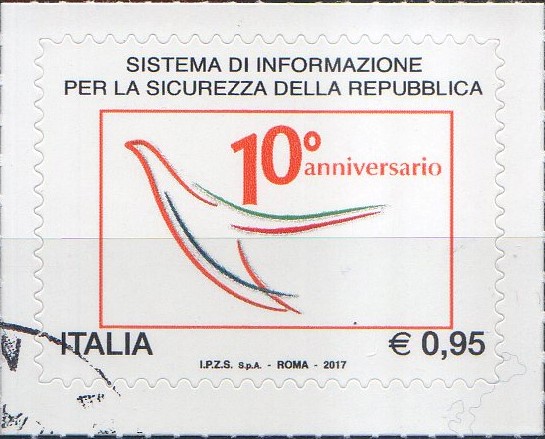 SISTEMA DI INFORMAZIONE
PER LA SICUREZZA DELLA REPUBBLICA
10°
anniversario
ITALIA
€ 0,95
I.P.Z.S. S.p.A. - ROMA - 2017